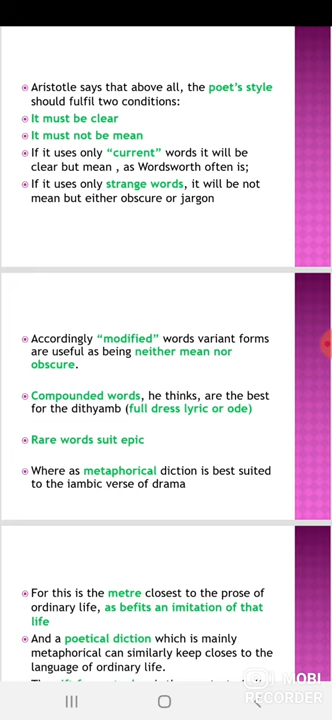 Aristotle says that above all, the poet's style
should fulfil two conditions:
It must be clear
It must not be mean
If it uses only "current" words it will be
clear but mean , as Wordsworth often is;
If it uses only strange words, it will be not
mean but either obscure or jargon
Accordingly "modified" words variant forms
are useful as being neither mean nor
obscure.
Compounded words, he thinks, are the best
for the dithyamb (full dress lyric or ode)
Rare words suit epic
Where as metaphorical diction is best suited
to the iambic verse of drama
For this is the metre closest to the prose of
ordinary life, as befits an imitation of that
life
And a poetical diction which is mainly
metaphorical can similarly keep closes to the
language of ordinary life.
MOBI
RECORDER